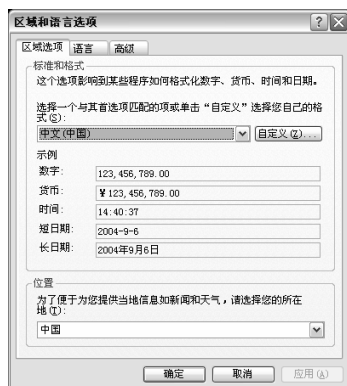 区域和语言选项
区域选项 语言 高级
标准和格式
这个选项影响到某些程序如何格式化数字、货币、时间和日期。
选择一个与其首选项匹配的项或单击“自定义”选择您自己的格
式(S):
中文(中国) 自定义(Z)...
示例
数字: 123,456,789.00
货币: ¥123,456,789.00
时间: 14:40:37
短日期: 2004-9-6
长日期: 2004年9月6日
位置
为了便于为您提供当地信息如新闻和天气，请选择您的所在
地(T):
中国
确定 取消 应用(A)